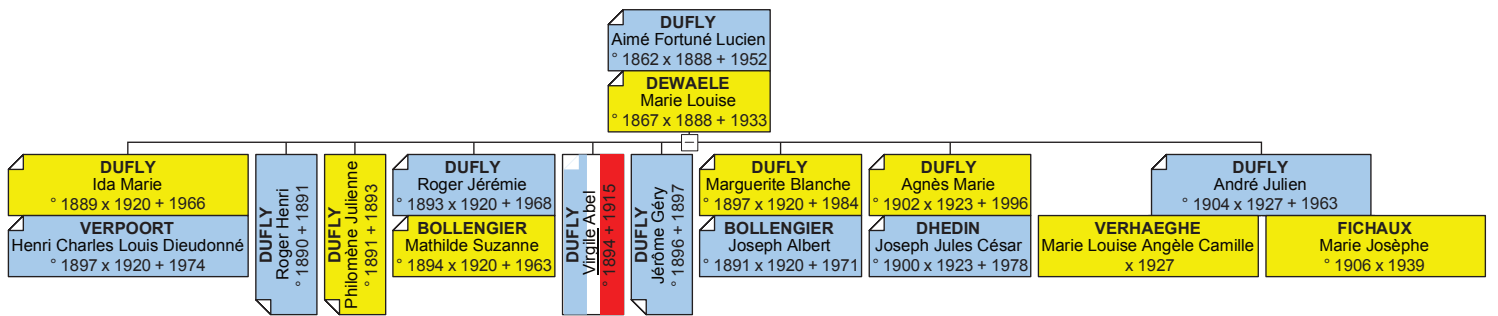 DUFLY
Aimé Fortuné Lucien
° 1862 x 1888 + 1952
DEWAELE
Marie Louise
° 1867 x 1888 + 1933
DUFLY
Ida Marie
° 1889 x 1920 + 1966
VERPOORT
Henri Charles Louis Dieudonné
° 1897 x 1920 + 1974
DUFLY
Roger Henri
° 1890 + 1891
DUFLY
Philomène Julienne
° 1891 + 1893
DUFLY
Roger Jérémie
° 1893 x 1920 + 1968
BOLLENGIER
Mathilde Suzanne
° 1894 x 1920 + 1963
DUFLY
Virgile Abel
° 1894 + 1915
DUFLY
Jérôme Géry
° 1896 + 1897
DUFLY
Marguerite Blanche
° 1897 x 1920 + 1984
BOLLENGIER
Joseph Albert
° 1891 x 1920 + 1971
DUFLY
Agnès Marie
° 1902 x 1923 + 1996
DHEDIN
Joseph Jules César
° 1900 x 1923 + 1978
DUFLY
André Julien
° 1904 x 1927 + 1963
VERHAEGHE
Marie Louise Angèle Camille
x 1927
FICHAUX
Marie Josèphe
° 1906 x 1939